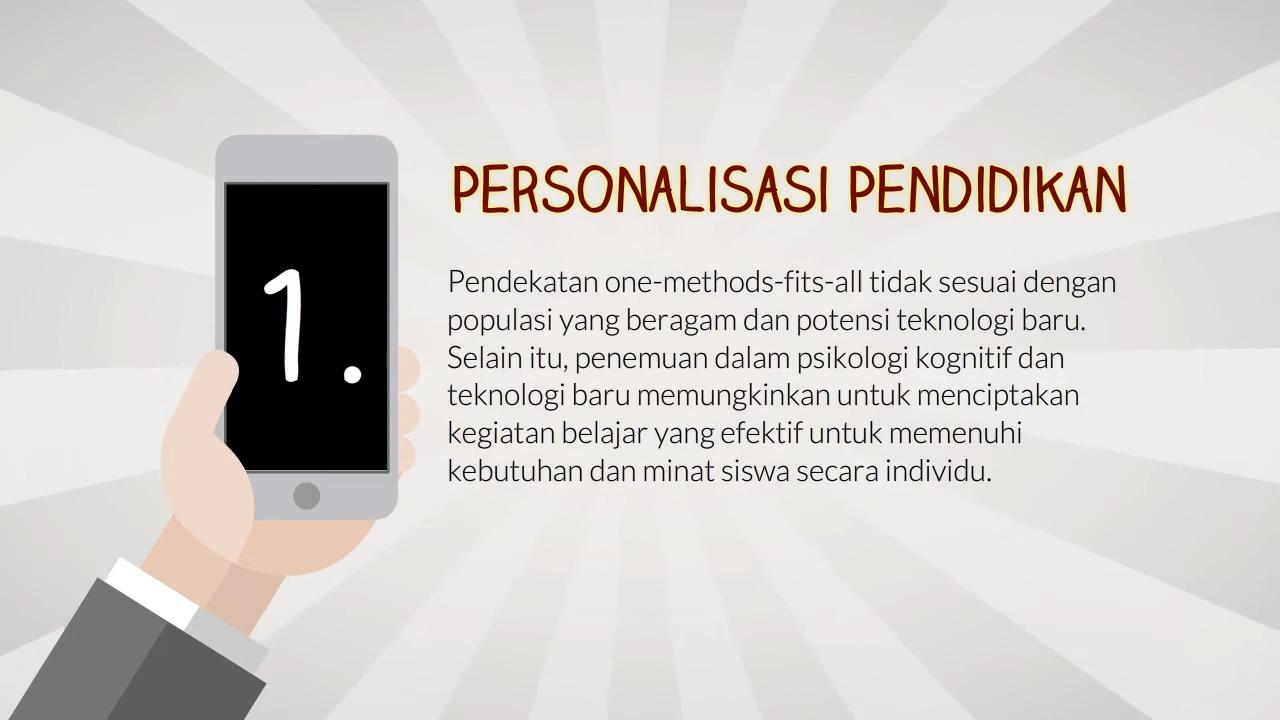 1.
PERSONALISASI PENDIDIKAN
Pendekatan one-methods-fits-all tidak sesuai dengan
populasi yang beragam dan potensi teknologi baru.
Selain itu, penemuan dalam psikologi kognitif dan
teknologi baru memungkinkan untuk menciptakan
kegiatan belajar yang efektif untuk memenuhi
kebutuhan dan minat siswa secara individu.